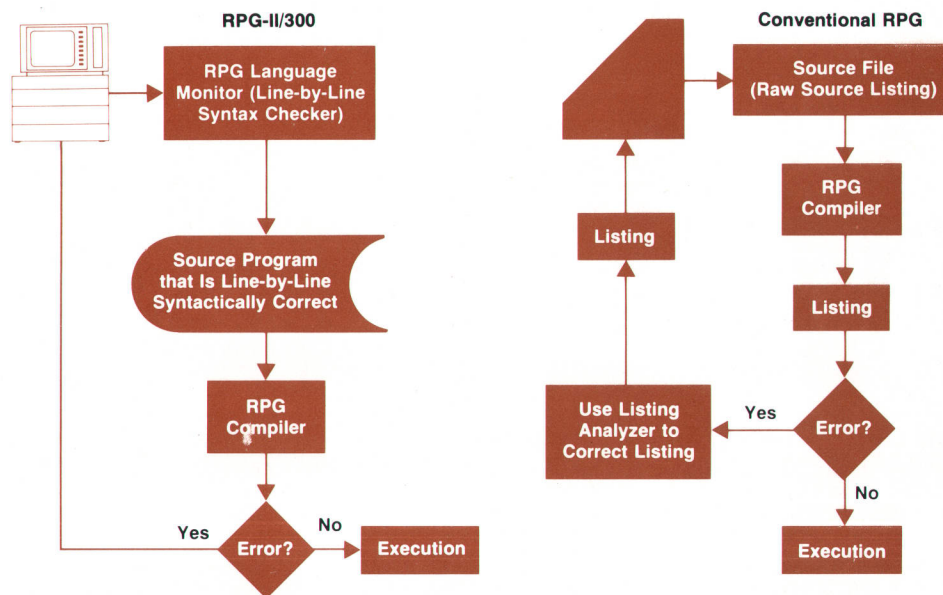 RPG-II/300
RPG Language
Monitor (Line-by-Line
Syntax Checker)
Source Program
that Is Line-by-Line
Syntactically Correct
RPG
Compiler
Error?
Yes
No
Execution
Conventional RPG
Source File
(Raw Source Listing)
RPG
Compiler
Listing
Error?
Yes
No
Use Listing
Analyzer to
Correct Listing
Listing
Execution